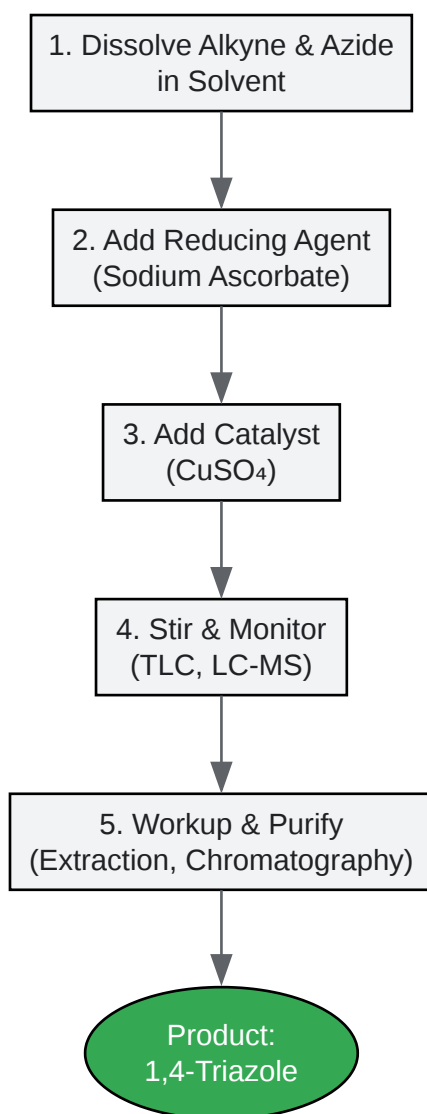 1. Dissolve Alkyne & Azide
in Solvent
2. Add Reducing Agent
(Sodium Ascorbate)
3. Add Catalyst
(CuSO₄)
4. Stir & Monitor
(TLC, LC-MS)
5. Workup & Purify
(Extraction, Chromatography)
Product:
1,4-Triazole